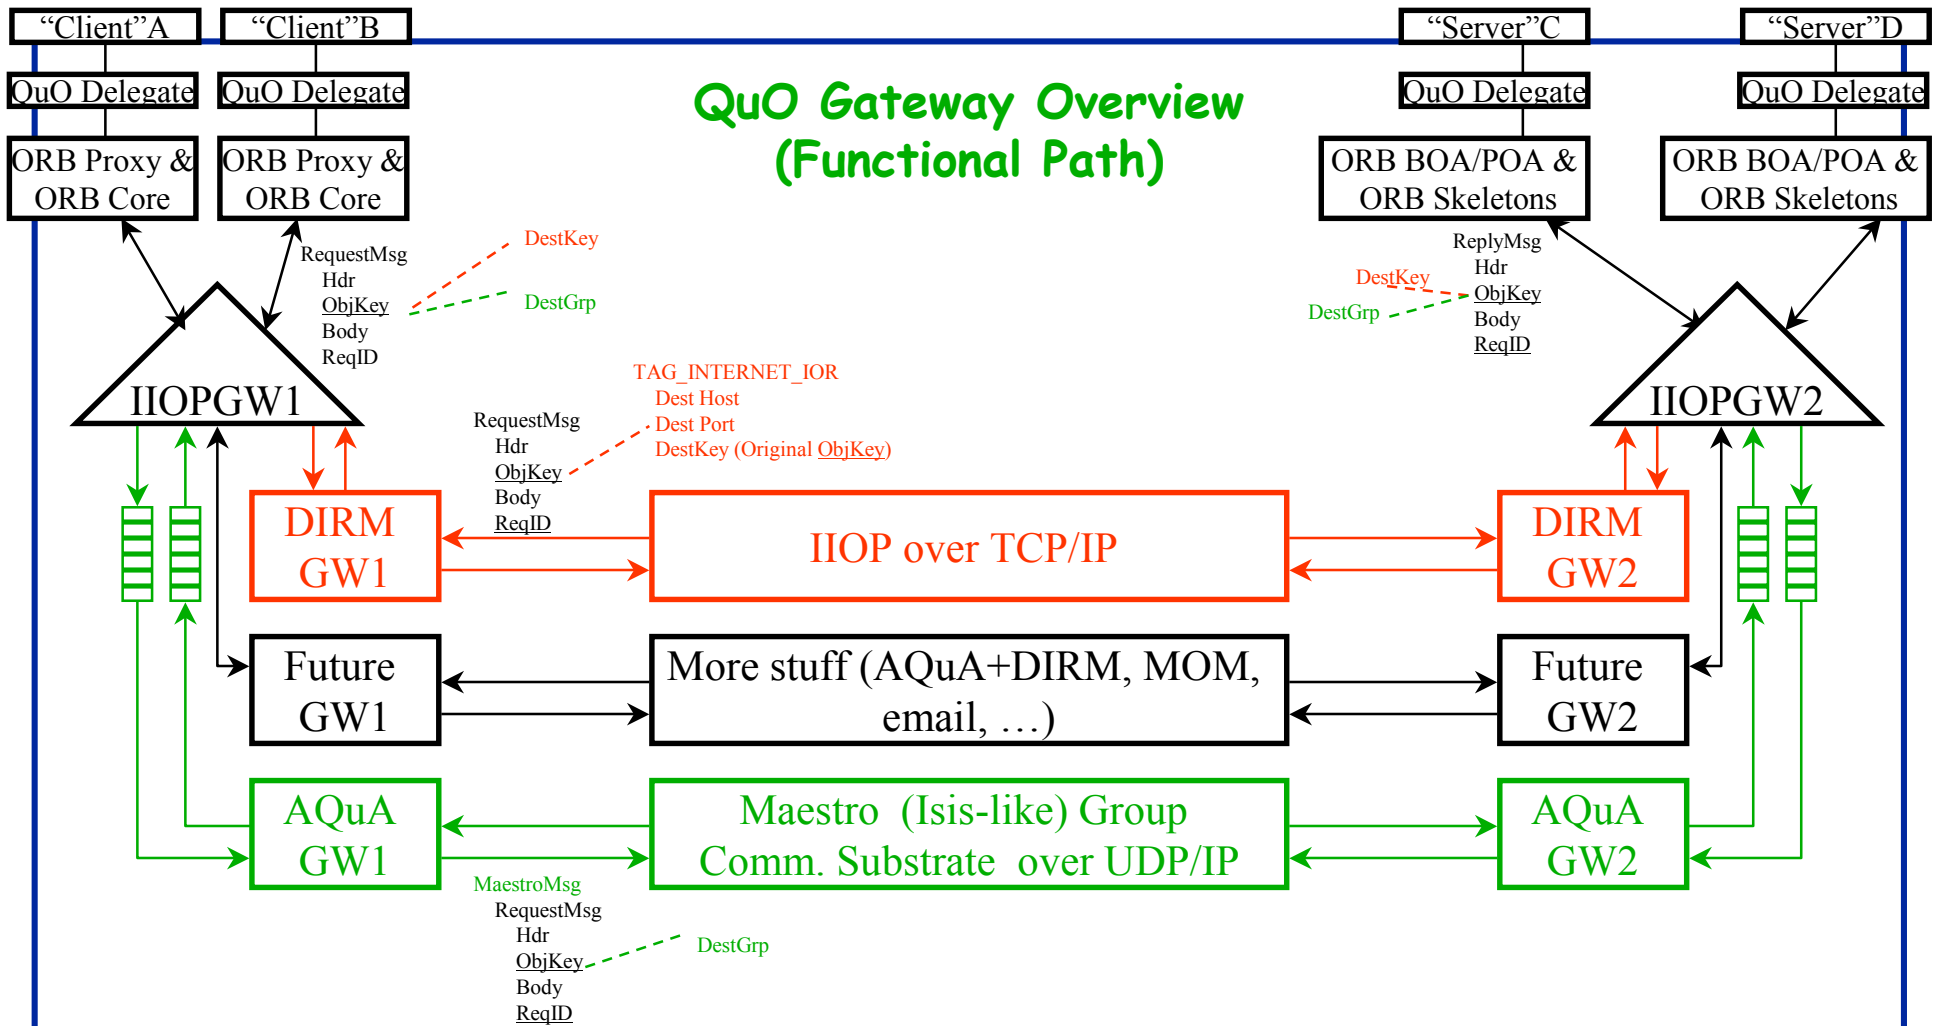 “Client”A
“Client”B
“Server”C
“Server”D
QuO Delegate
QuO Delegate
QuO Delegate
QuO Delegate
QuO Gateway Overview
(Functional Path)
ORB Proxy &
ORB Core
ORB Proxy &
ORB Core
ORB BOA/POA &
ORB Skeletons
ORB BOA/POA &
ORB Skeletons
RequestMsg
Hdr
ObjKey
Body
ReqID
DestKey
DestGrp
ReplyMsg
Hdr
ObjKey
Body
ReqID
DestKey
DestGrp
IIOPGW1
IIOPGW2
TAG_INTERNET_IOR
Dest Host
Dest Port
DestKey (Original ObjKey)
RequestMsg
Hdr
ObjKey
Body
ReqID
DIRM
GW1
IIOP over TCP/IP
DIRM
GW2
Future
GW1
More stuff (AQuA+DIRM, MOM,
email, …)
Future
GW2
AQuA
GW1
Maestro (Isis-like) Group
Comm. Substrate over UDP/IP
AQuA
GW2
MaestroMsg
RequestMsg
Hdr
ObjKey
Body
ReqID
DestGrp